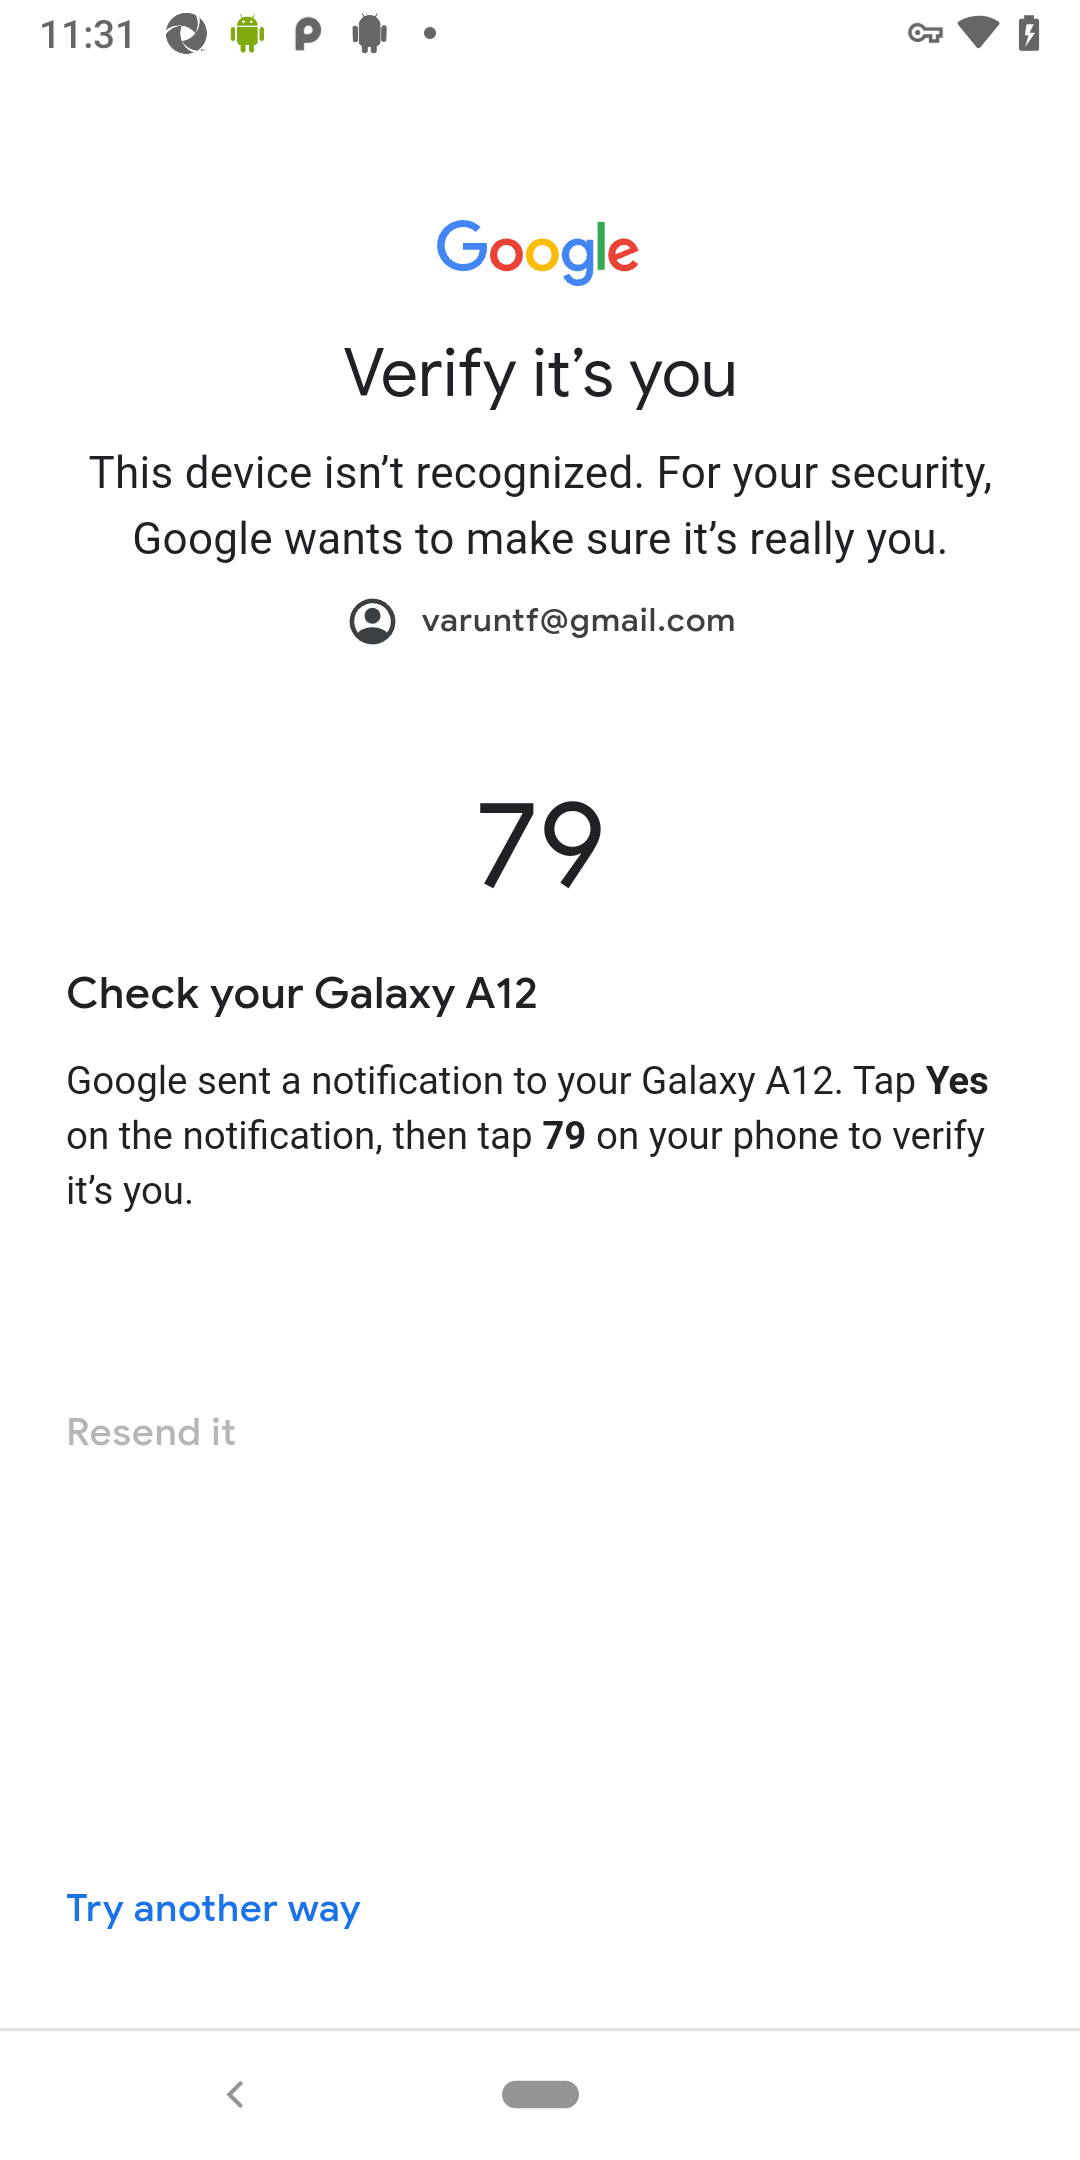 11:31
Google
Verify it’s you
This device isn’t recognized. For your security,
Google wants to make sure it’s really you.
varuntf@gmail.com
79
Check your Galaxy A12
Google sent a notification to your Galaxy A12. Tap Yes
on the notification, then tap 79 on your phone to verify
it’s you.
Resend it
Try another way